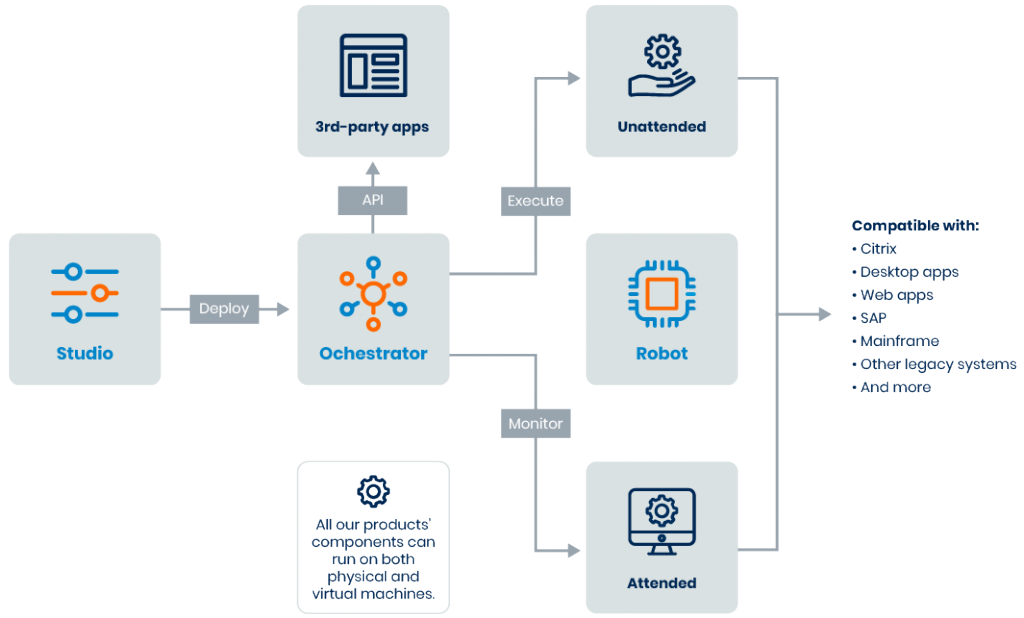 3rd-party apps
Unattended
API
Execute
Studio
Deploy
Ochestrator
Robot
Compatible with:
• Citrix
• Desktop apps
• Web apps
• SAP
• Mainframe
• Other legacy systems
• And more
Monitor
All our products'
components can
run on both
physical and
virtual machines.
Attended